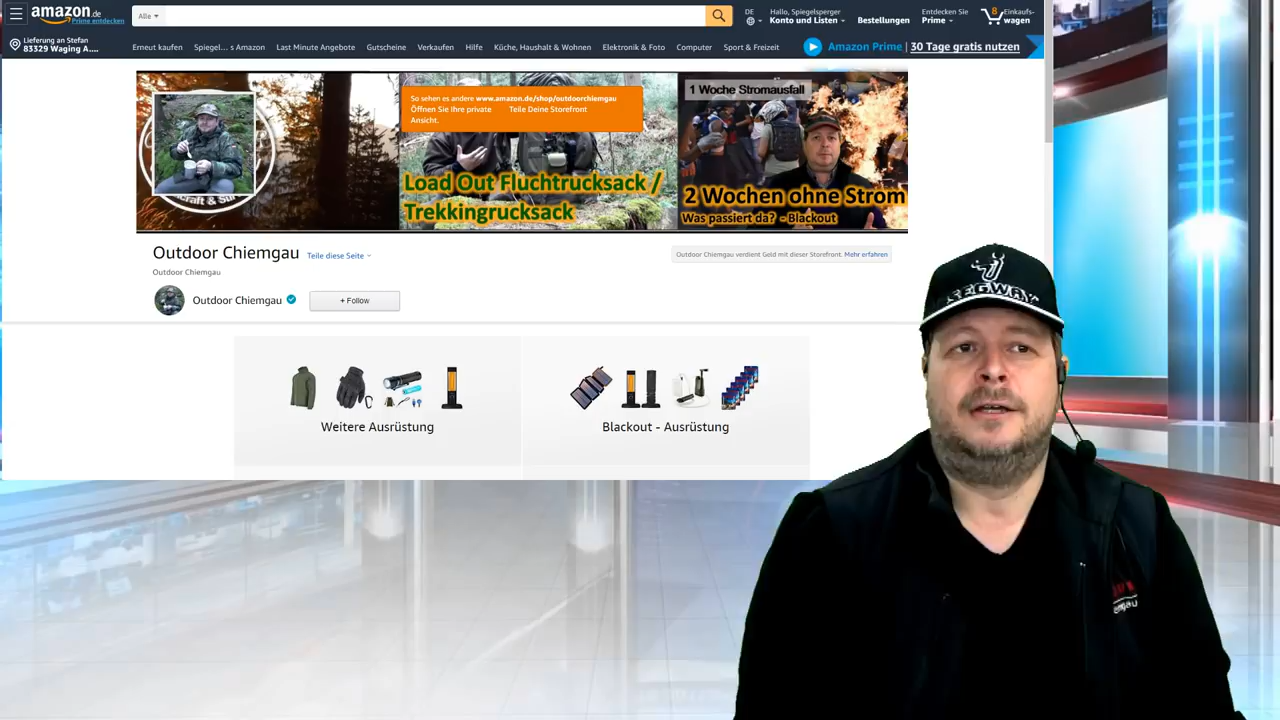 amazon.de
Prime entdecken
Alle
DE
Hallo, Spiegelsperger
Konto und Listen
Bestellungen
Entdecken Sie
Prime
8
Einkaufs-
wagen
Lieferung an Stefan
83329 Waging A....
Erneut kaufen
Spiegel... s Amazon
Last Minute Angebote
Gutscheine
Verkaufen
Hilfe
Küche, Haushalt & Wohnen
Elektronik & Foto
Computer
Sport & Freizeit
Amazon Prime | 30 Tage gratis nutzen
So sehen es andere www.amazon.de/shop/outdoorchiemgau
Öffnen Sie Ihre private Teile Deine Storefront
Ansicht.
Load Out Fluchtrucksack /
Trekkingrucksack
1 Woche Stromausfall
2 Wochen ohne Strom
Was passiert da? - Blackout
Outdoor Chiemgau Teile diese Seite
Outdoor Chiemgau verdient Geld mit dieser Storefront. Mehr erfahren
Outdoor Chiemgau
Outdoor Chiemgau
+ Follow
Weitere Ausrüstung
Blackout - Ausrüstung
SEGWAY